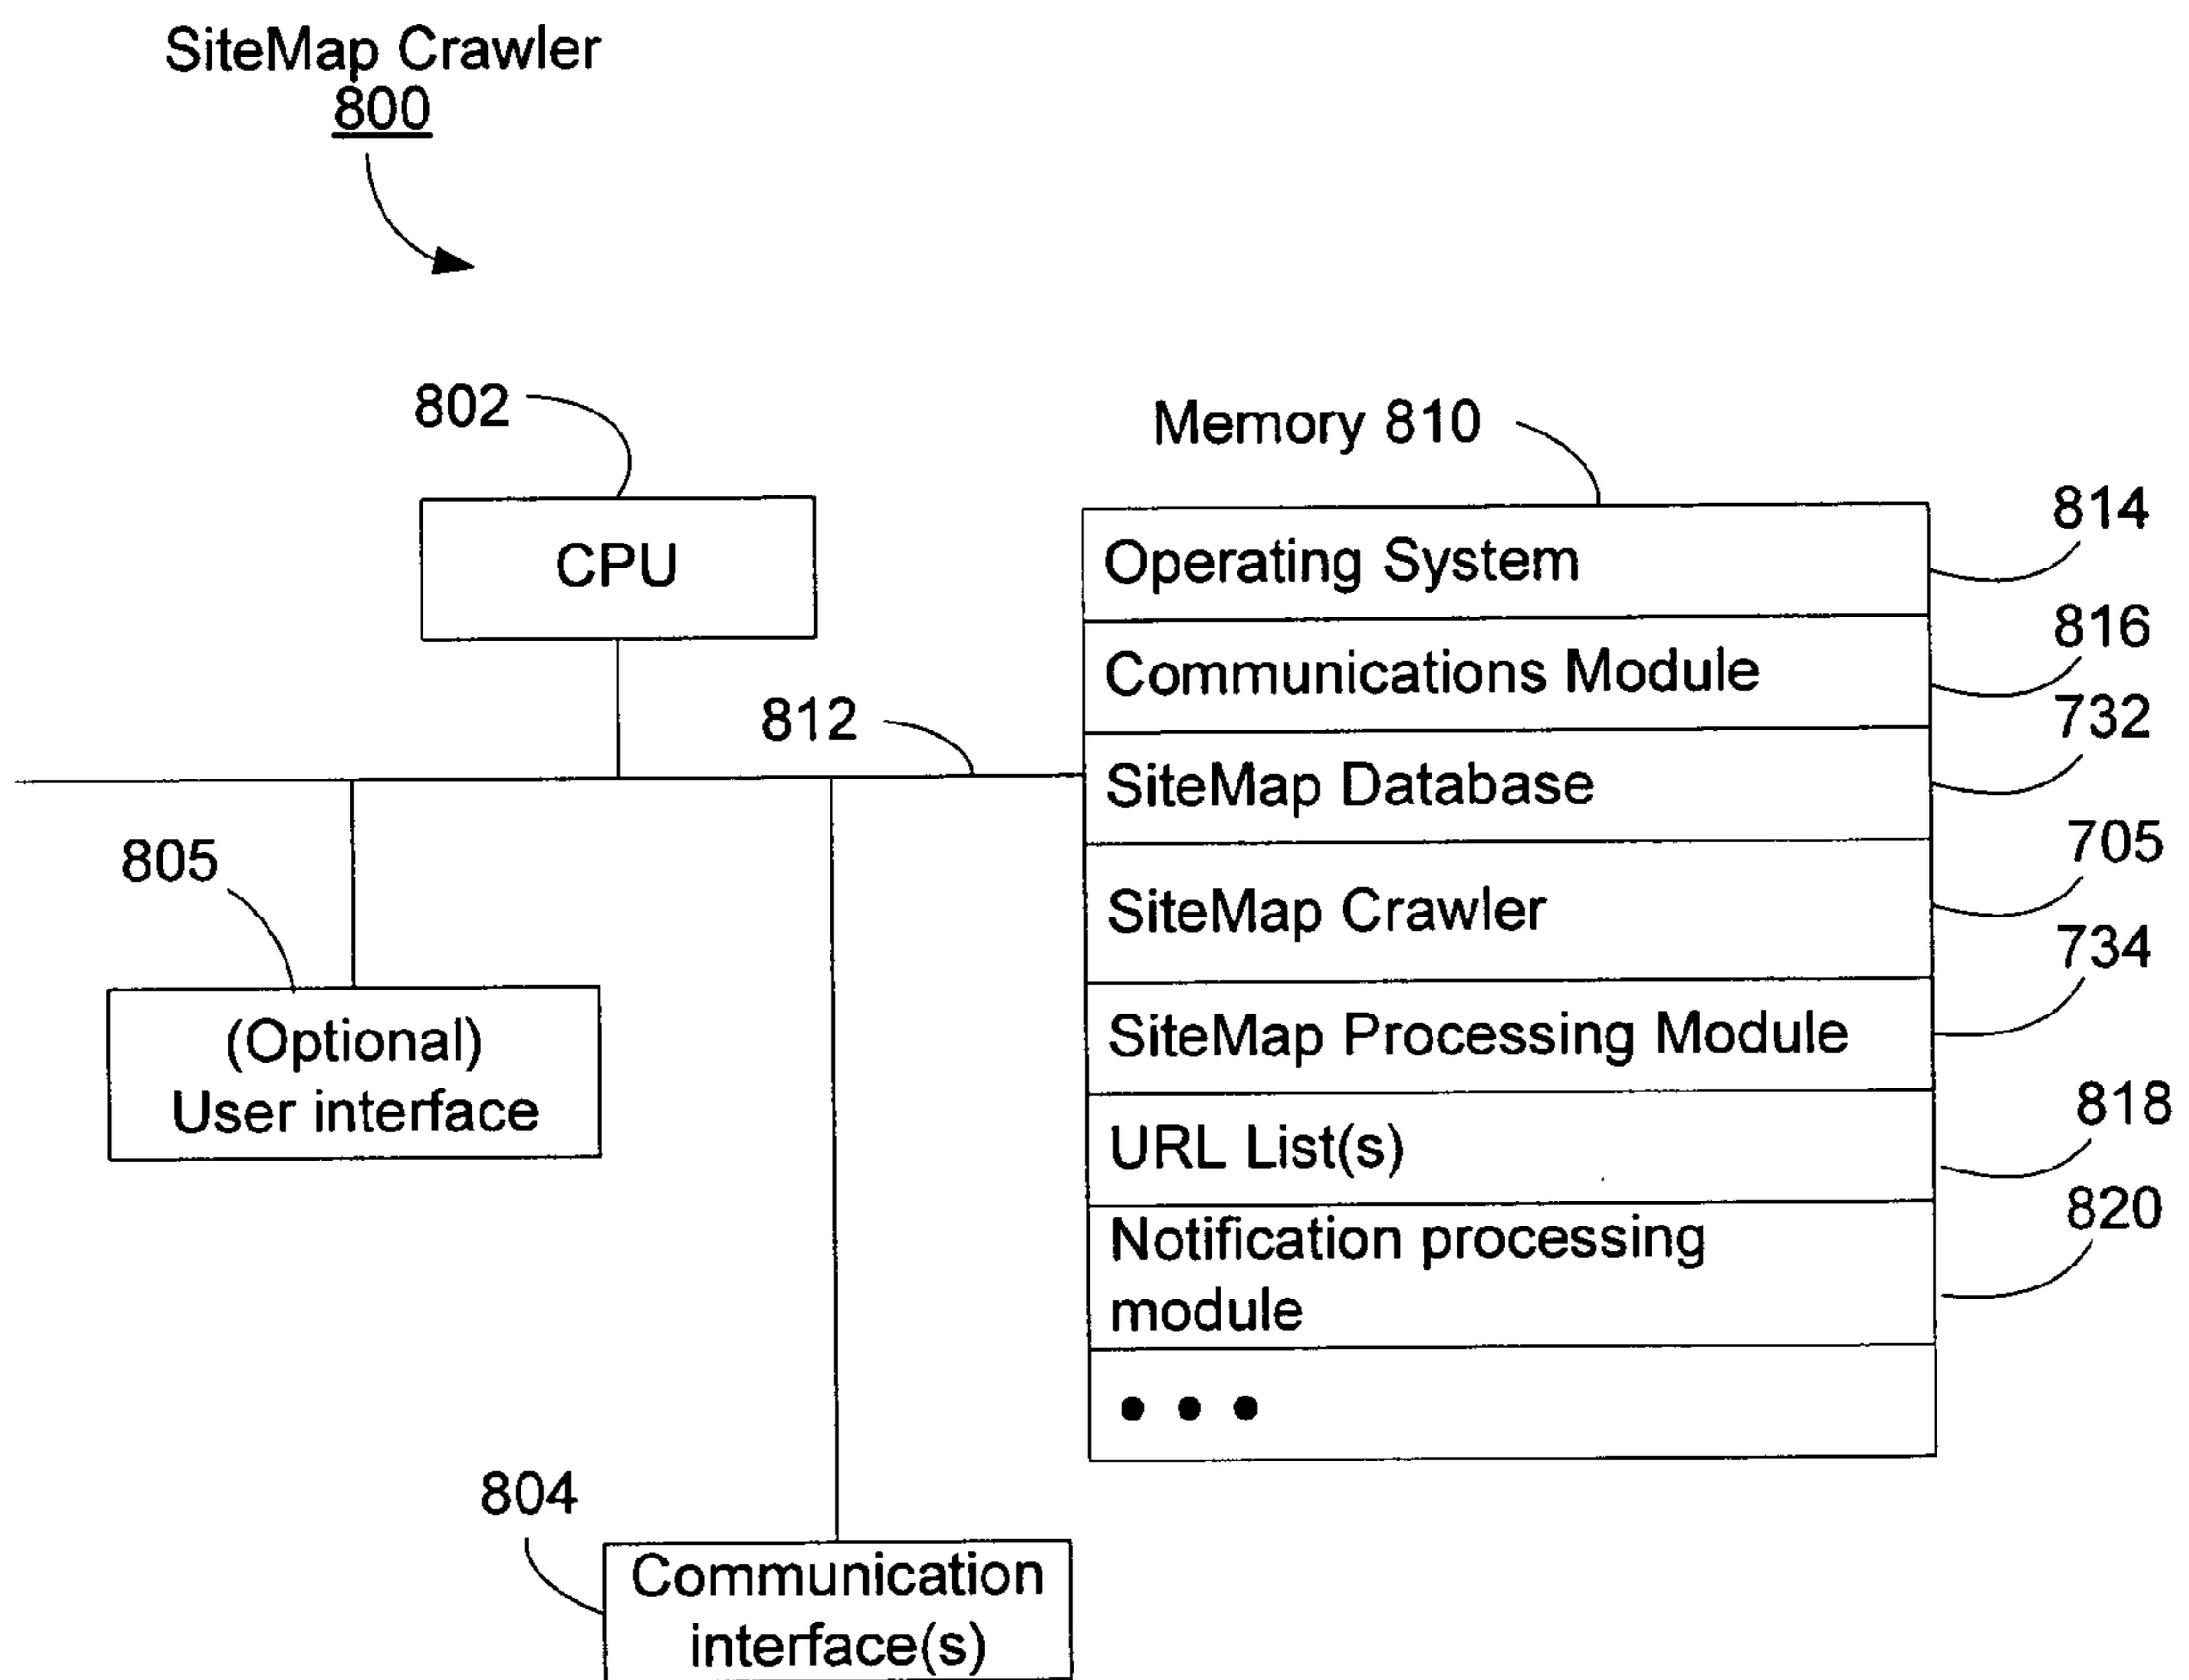 SiteMap Crawler
800
802
CPU
812
805
(Optional)
User interface
804
Communication
interface(s)
Memory 810
Operating System
814
Communications Module
816
SiteMap Database
732
SiteMap Crawler
705
SiteMap Processing Module
734
URL List(s)
818
Notification processing
module
820